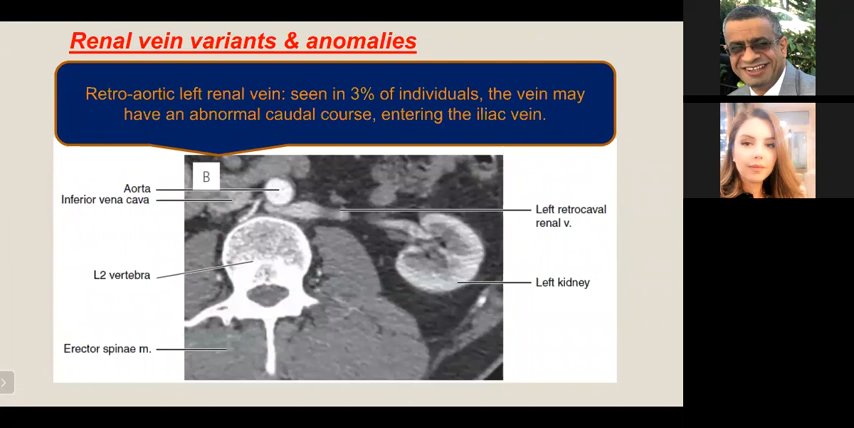 Renal vein variants & anomalies
Retro-aortic left renal vein: seen in 3% of individuals, the vein may
have an abnormal caudal course, entering the iliac vein.
B
Aorta
Inferior vena cava
Left retrocaval
renal v.
L2 vertebra
Left kidney
Erector spinae m.